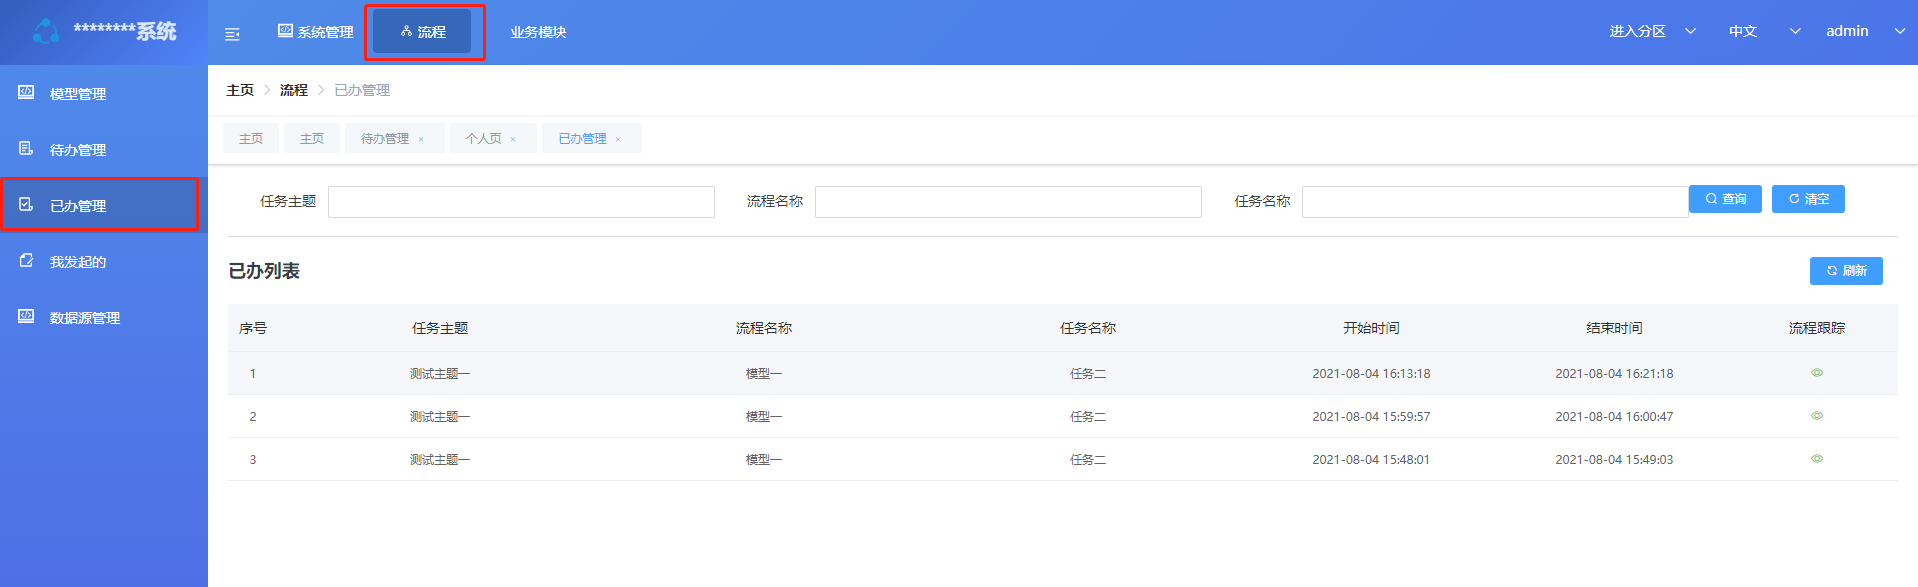 ********系统
系统管理
流程
业务模块
进入分区
中文
admin
模型管理
待办管理
已办管理
我发起的
数据源管理
主页 > 流程 > 已办管理
主页
主页
待办管理 ×
个人页 ×
已办管理 ×
任务主题
流程名称
任务名称
查询
清空
已办列表
刷新
序号 任务主题 流程名称 任务名称 开始时间 结束时间 流程跟踪
1 测试主题一 模型一 任务二 2021-08-04 16:13:18 2021-08-04 16:21:18
2 测试主题一 模型一 任务二 2021-08-04 15:59:57 2021-08-04 16:00:47
3 测试主题一 模型一 任务二 2021-08-04 15:48:01 2021-08-04 15:49:03